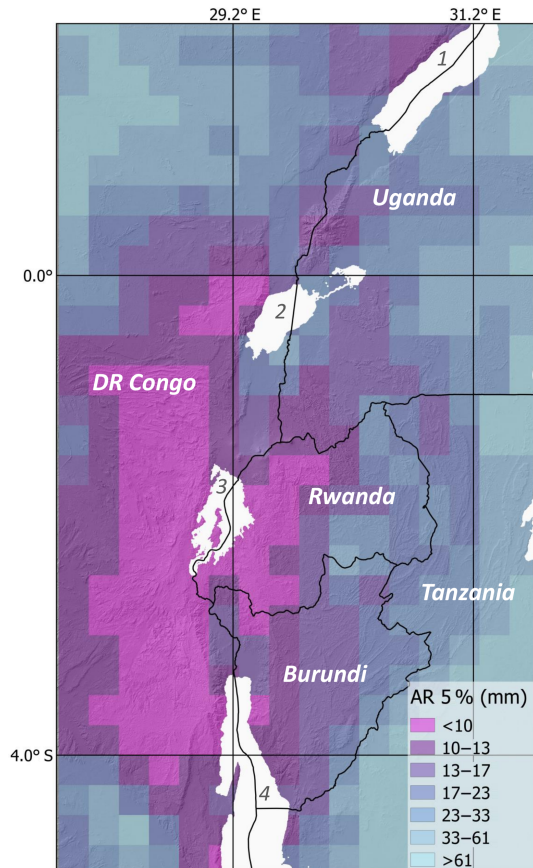 29.2° E 31.2° E
1
Uganda
0.0°
2
DR Congo
3
Rwanda
Tanzania
Burundi
AR 5 % (mm)
<10
10–13
13–17
17–23
23–33
33–61
>61
4.0° S
4